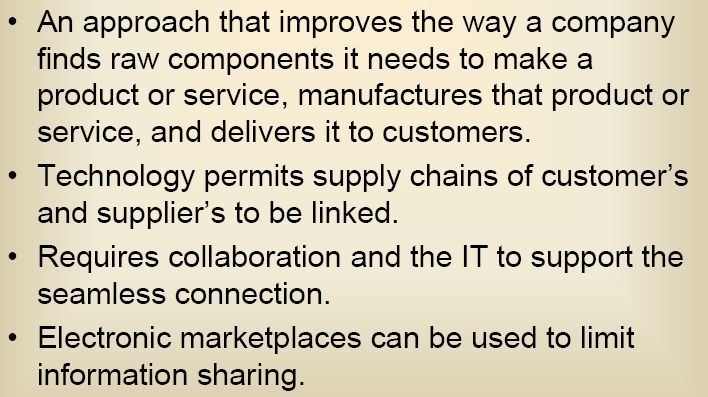 • An approach that improves the way a company
finds raw components it needs to make a
product or service, manufactures that product or
service, and delivers it to customers.
• Technology permits supply chains of customer's
and supplier's to be linked.
• Requires collaboration and the IT to support the
seamless connection.
• Electronic marketplaces can be used to limit
information sharing.